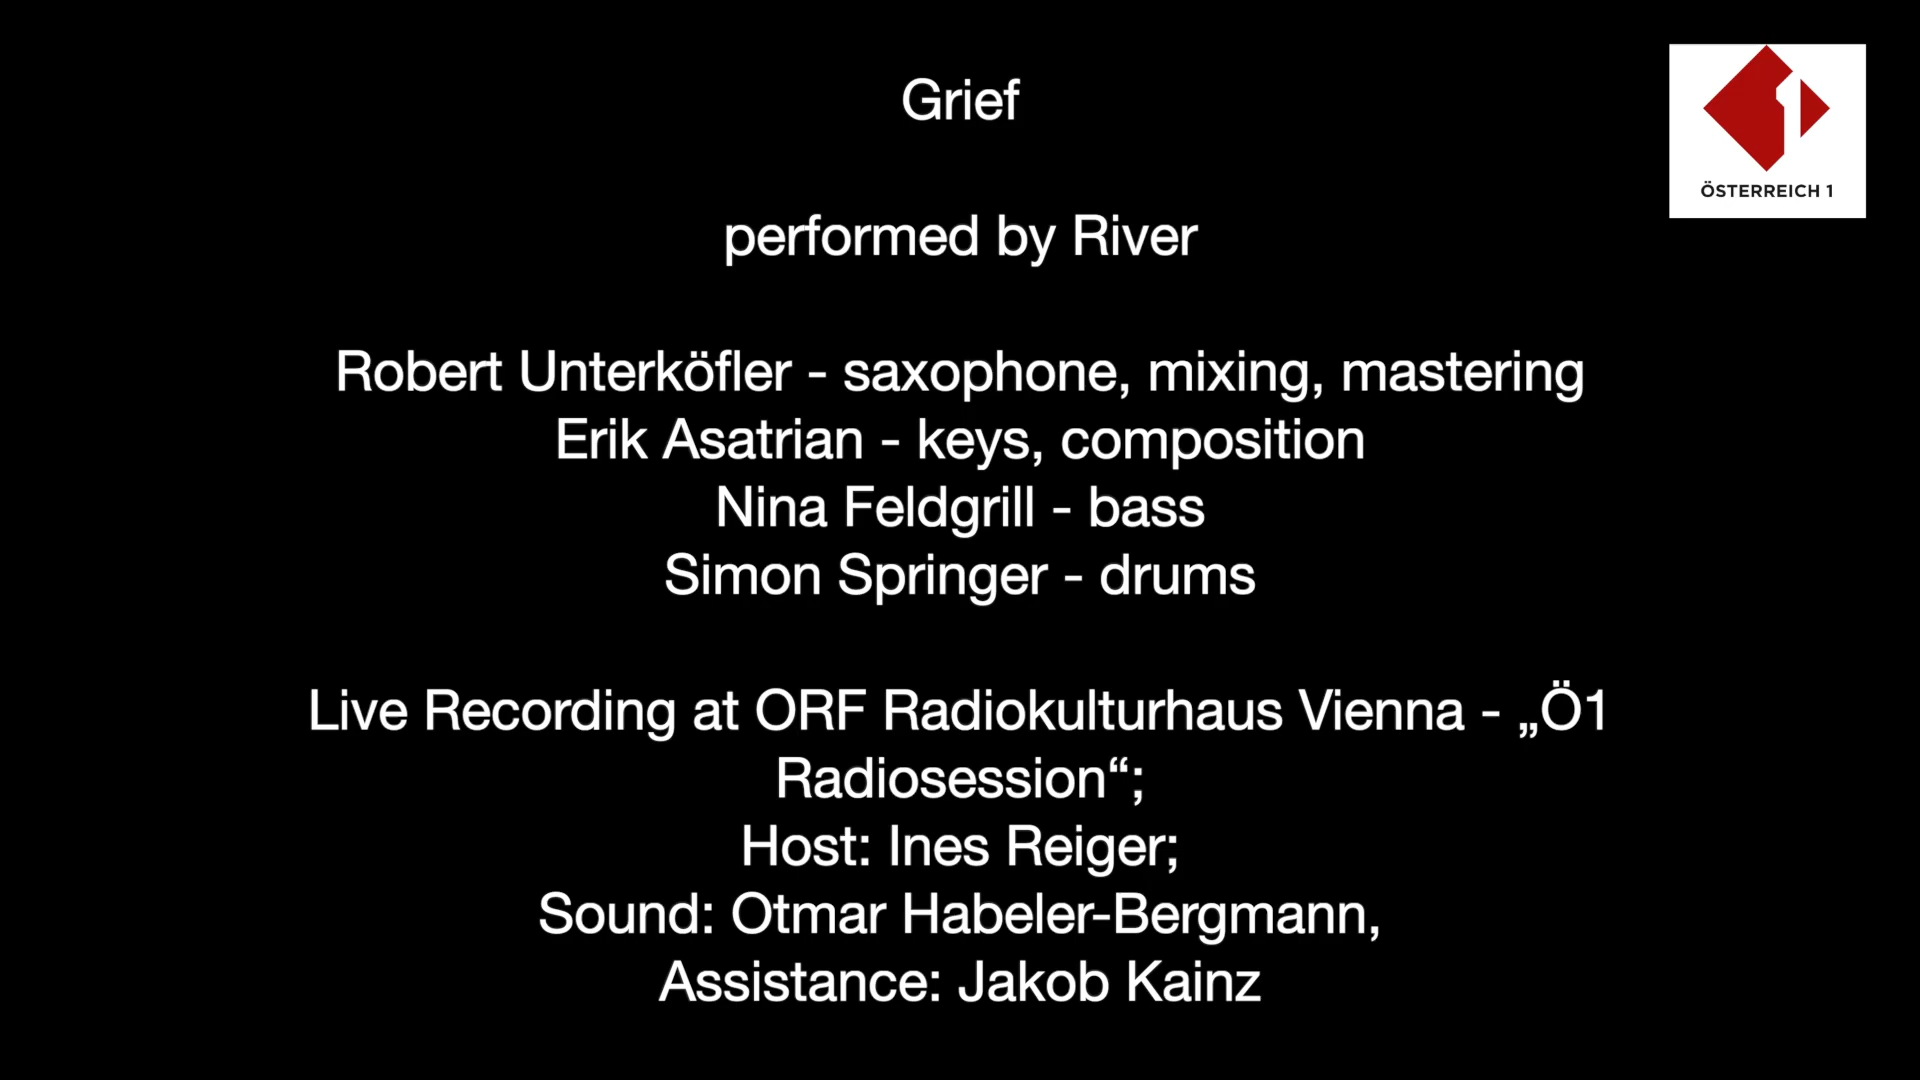 Grief
performed by River
Robert Unterköfler - saxophone, mixing, mastering
Erik Asatrian - keys, composition
Nina Feldgrill - bass
Simon Springer - drums
Live Recording at ORF Radiokulturhaus Vienna - „Ö1
Radiosession“;
Host: Ines Reiger;
Sound: Otmar Habeler-Bergmann,
Assistance: Jakob Kainz
1
ÖSTERREICH 1